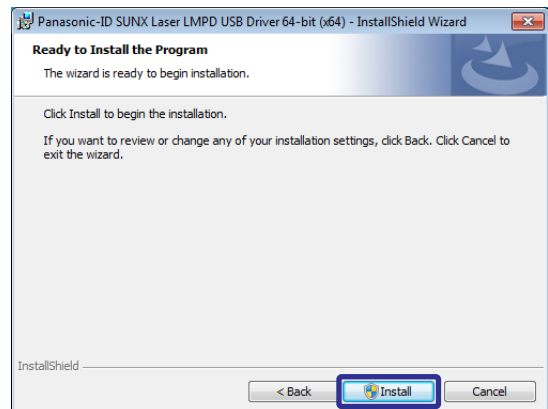 Panasonic-ID SUNX Laser LMPD USB Driver 64-bit (x64) - InstallShield Wizard
Ready to Install the Program
The wizard is ready to begin installation.
Click Install to begin the installation.
If you want to review or change any of your installation settings, click Back. Click Cancel to
exit the wizard.
InstallShield
< Back Install Cancel